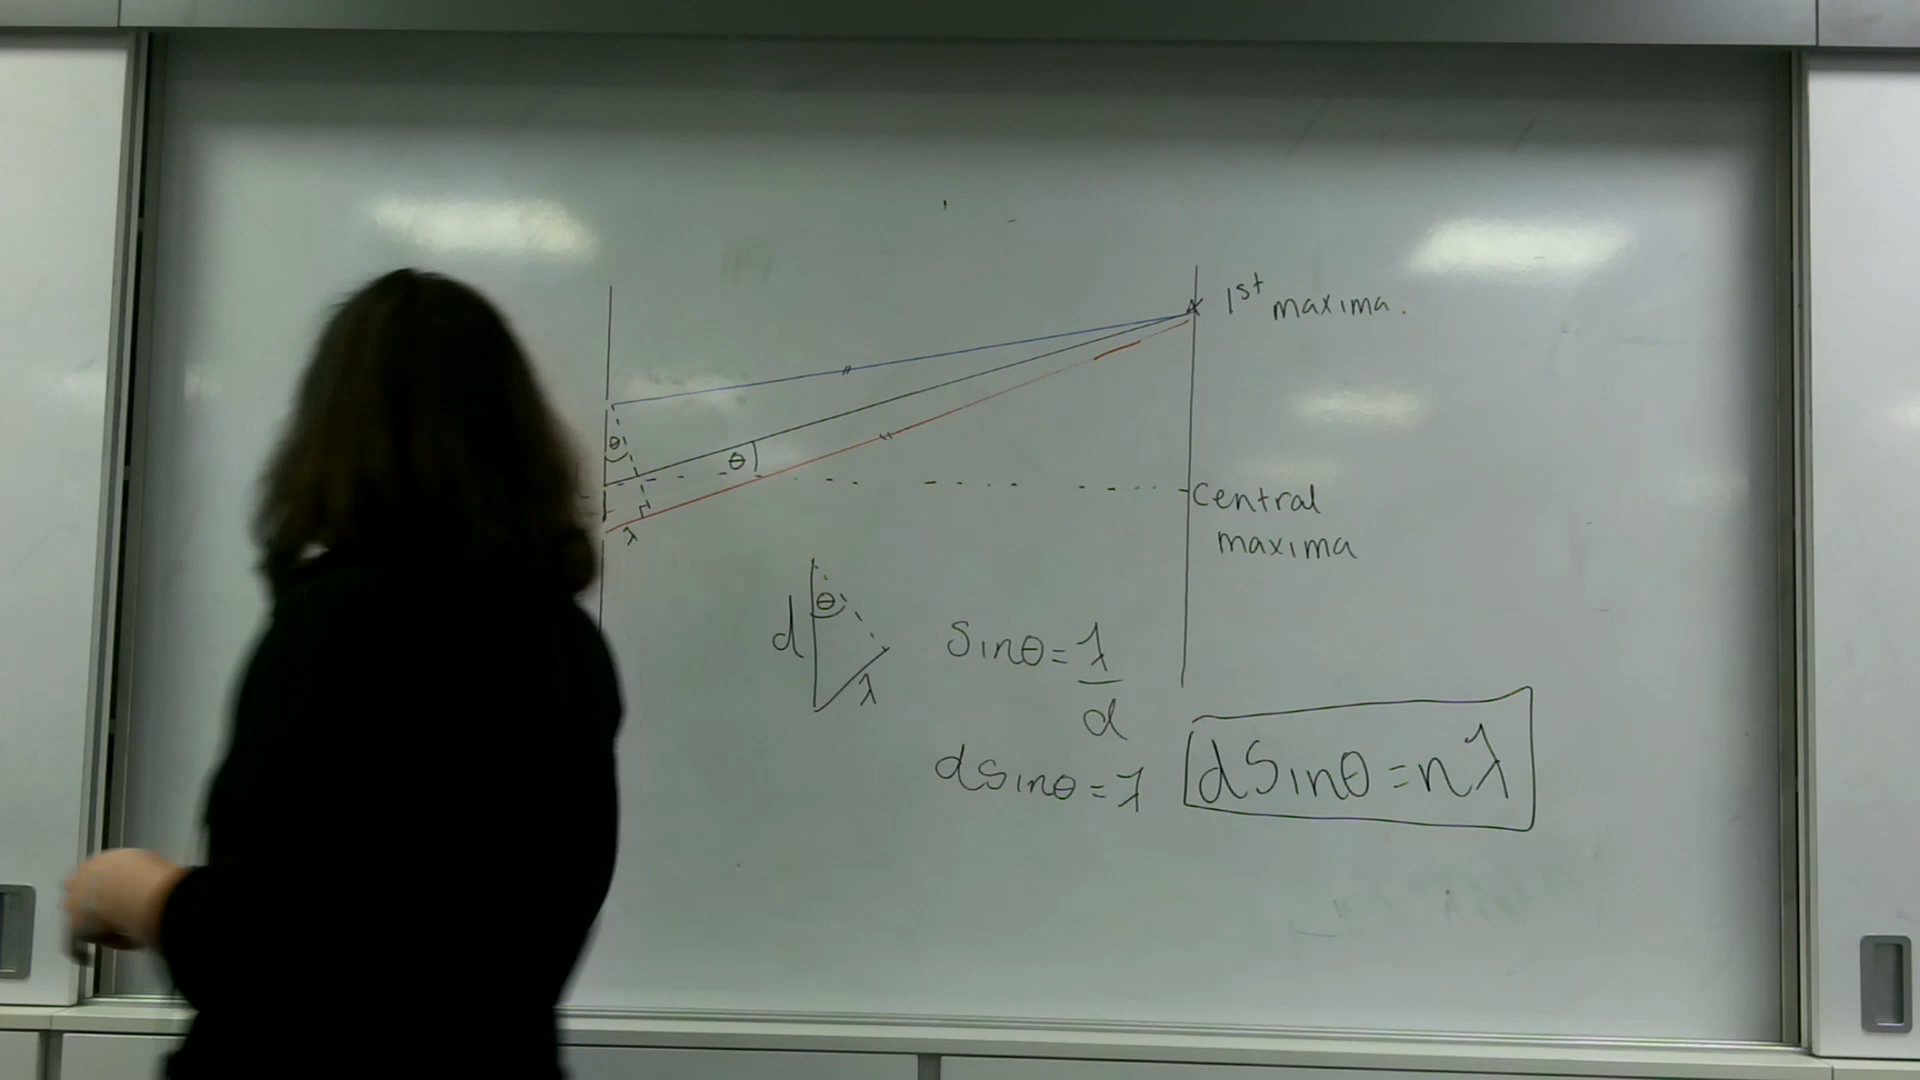 1st maxima.
θ
θ
λ
Central
maxima
θ
d
λ
Sinθ = λ
d
dsinθ = λ
dSinθ = nλ